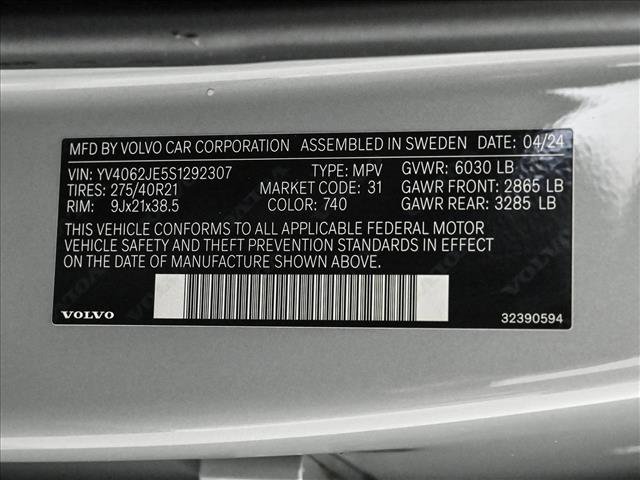 MFD BY VOLVO CAR CORPORATION ASSEMBLED IN SWEDEN DATE: 04/24
VIN: YV4062JE5S1292307 TYPE: MPV GVWR: 6030 LB
TIRES: 275/40R21 MARKET CODE: 31 GAWR FRONT: 2865 LB
RIM: 9Jx21x38.5 COLOR: 740 GAWR REAR: 3285 LB
THIS VEHICLE CONFORMS TO ALL APPLICABLE FEDERAL MOTOR
VEHICLE SAFETY AND THEFT PREVENTION STANDARDS IN EFFECT
ON THE DATE OF MANUFACTURE SHOWN ABOVE.
VOLVO 32390594